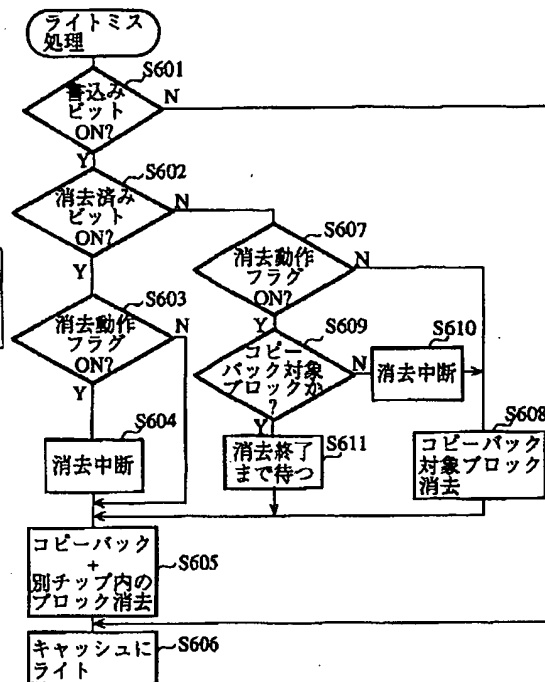 ライトミス
処理
S601
書込み
ビット
ON?
N
Y
S602
消去済み
ビット
ON?
N
Y
S607
消去動作
フラグ
ON?
N
Y
S603
消去動作
フラグ
ON?
N
Y
S609
コピー
バック対象
ブロックか
?
N
Y
S610
消去中断
S604
消去中断
S611
消去終了
まで待つ
S608
コピーバック
対象ブロック
消去
コピーバック
+
別チップ内の
ブロック消去
S605
キャッシュに
ライト
S606